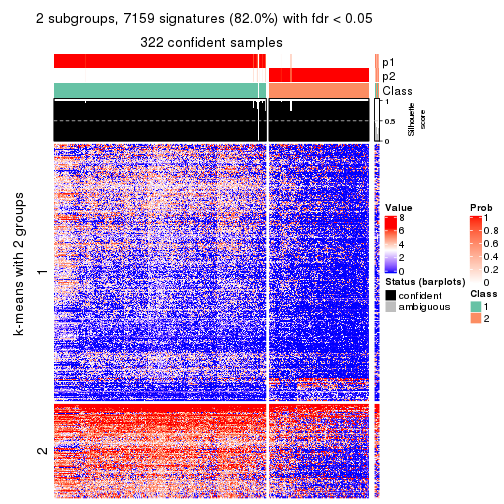 2 subgroups, 7159 signatures (82.0%) with fdr < 0.05
322 confident samples
p1
p2
Class
1
0.5
0
Silhouette
score
k-means with 2 groups
1
2
Value
8
6
4
2
0
Status (barplots)
confident
ambiguous
Prob
1
0.8
0.6
0.4
0.2
0
Class
1
2